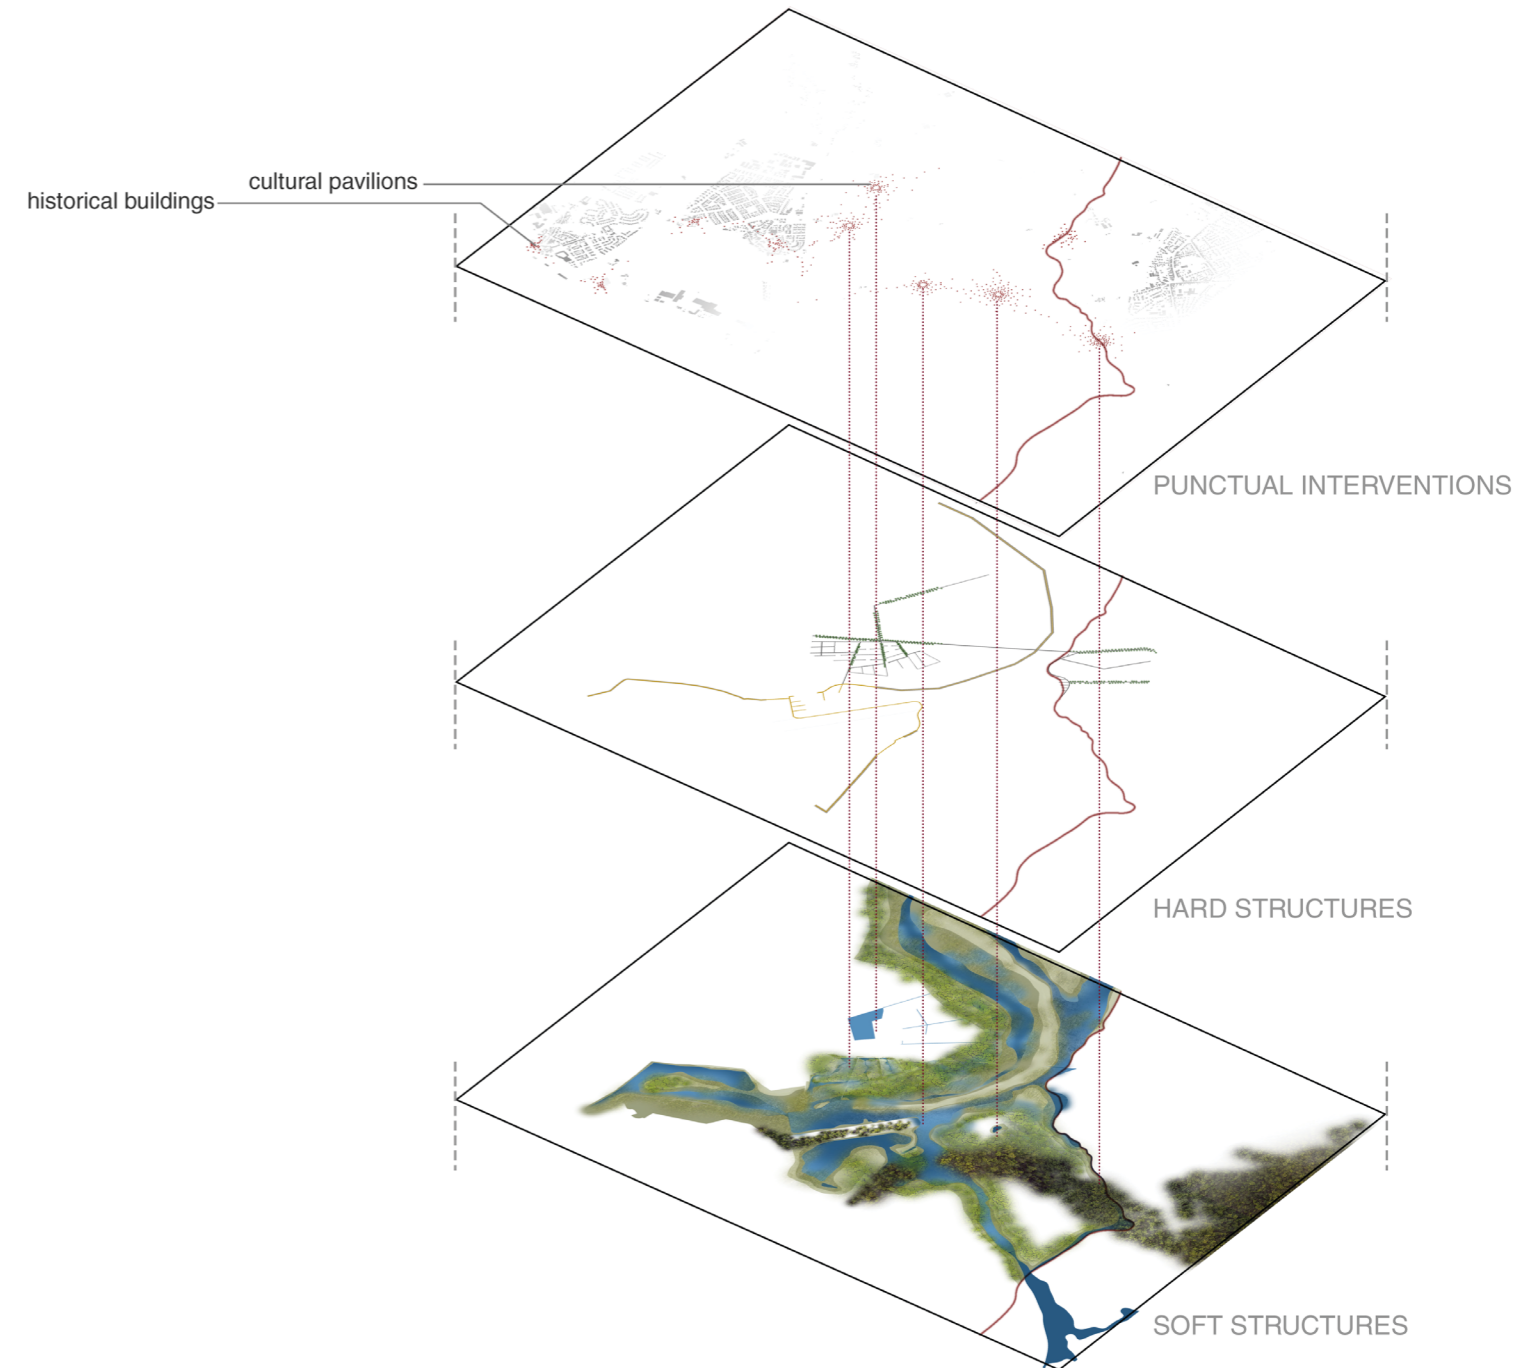 cultural pavilions
historical buildings
PUNCTUAL INTERVENTIONS
HARD STRUCTURES
SOFT STRUCTURES